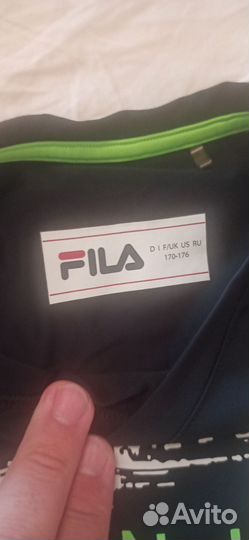 FILA
D I F/UK US RU
170-176
Avito